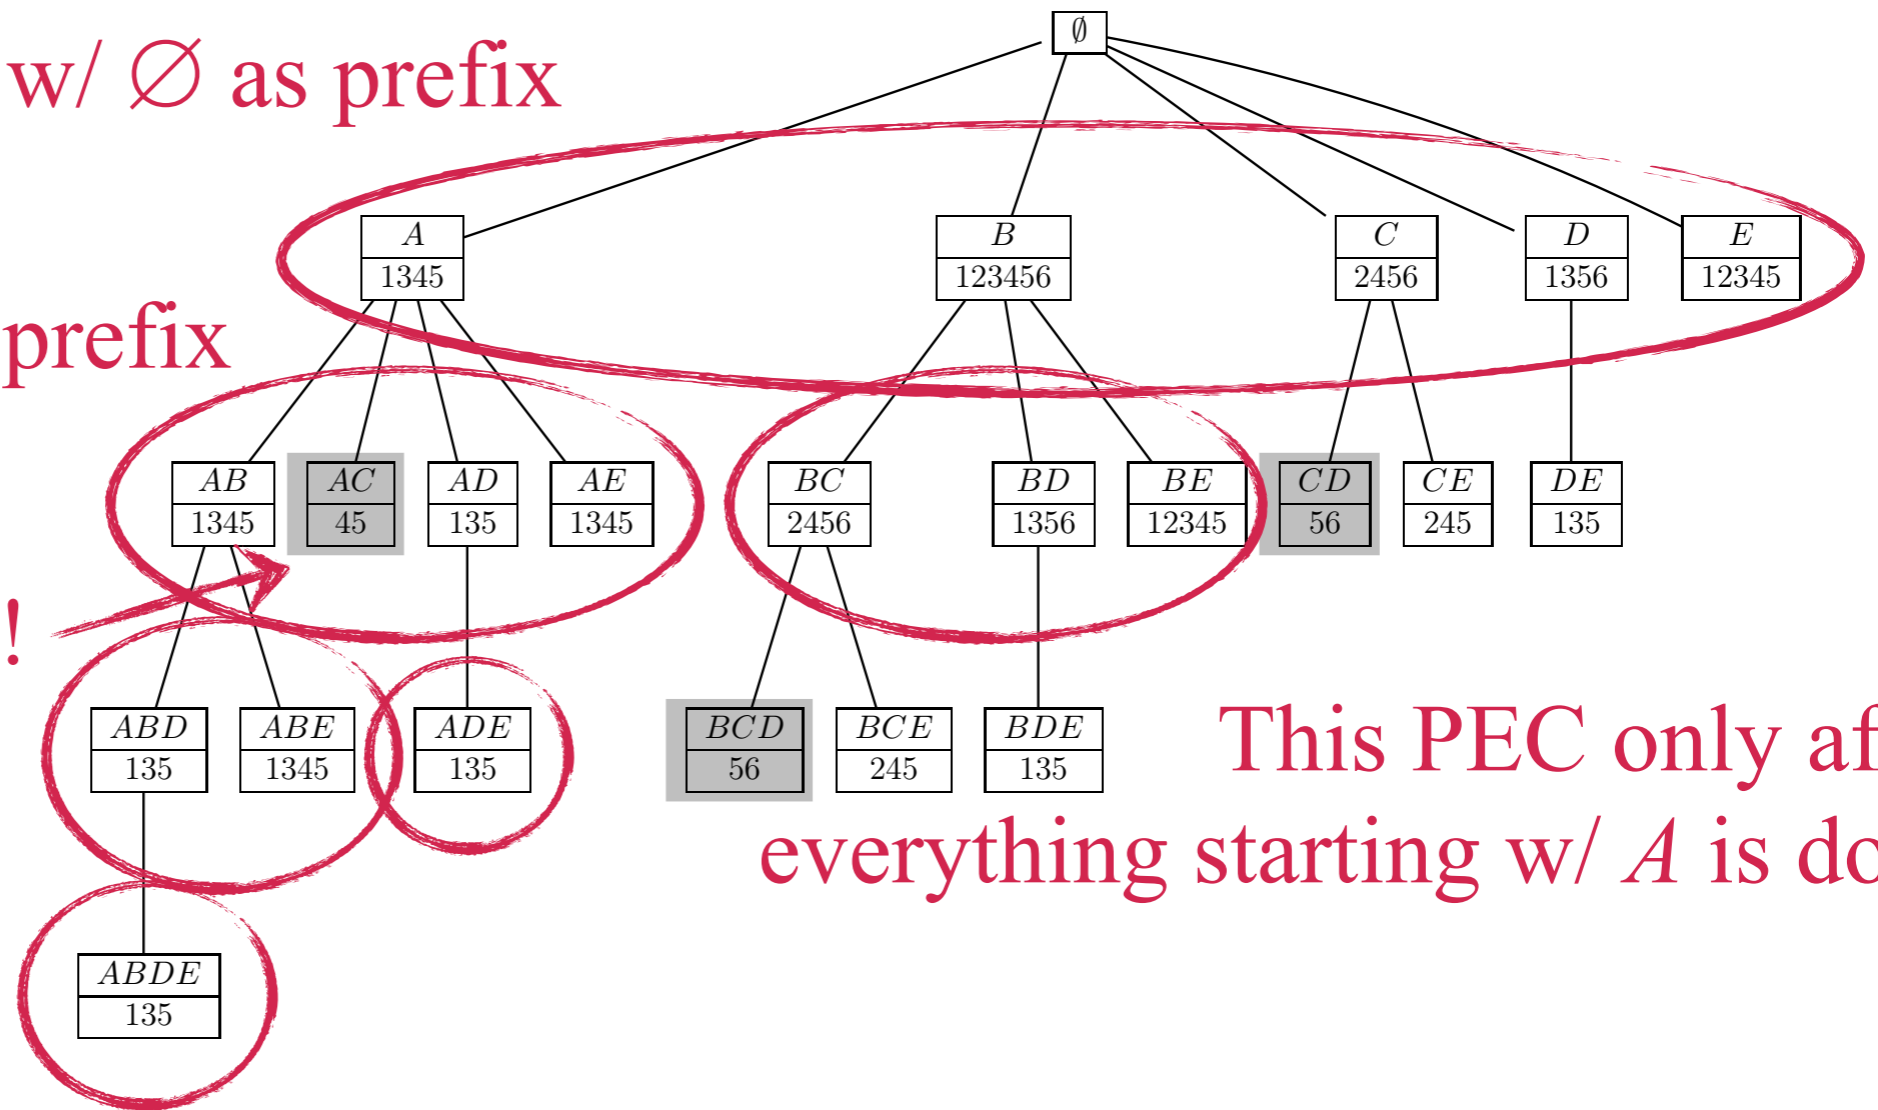 ∅
w/ ∅ as prefix
A B C D E
1345 123456 2456 1356 12345
prefix
AB AC AD AE BC BD BE CD CE DE
1345 45 135 1345 2456 1356 12345 56 245 135
!
ABD ABE ADE BCD BCE BDE
135 1345 135 56 245 135
This PEC only af
everything starting w/ A is do
ABDE
135